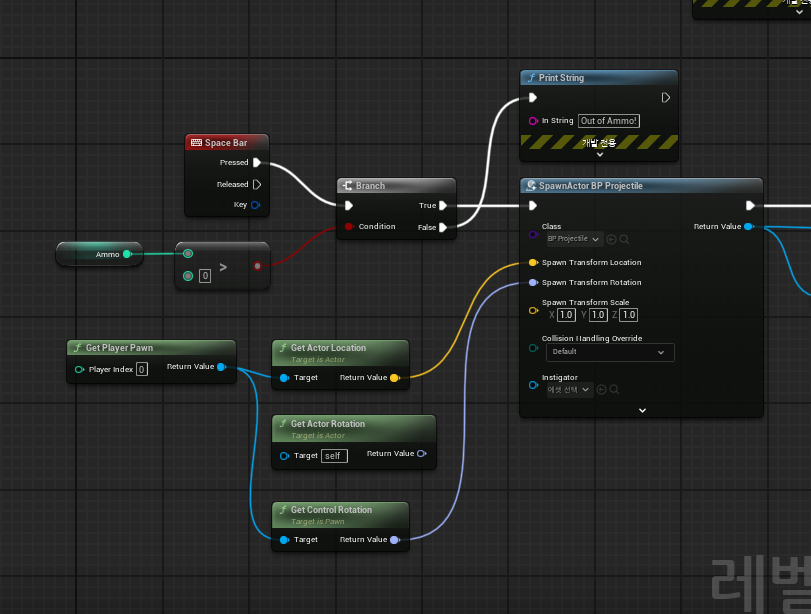 Print String
In String Out of Ammo!
개발 전용
Space Bar
Pressed
Released
Key
Branch
True
Condition
False
SpawnActor BP Projectile
Class
BP Projectile
Return Value
Spawn Transform Location
Spawn Transform Rotation
Spawn Transform Scale
X 1.0 Y 1.0 Z 1.0
Collision Handling Override
Default
Instigator
에셋 선택
Ammo
0
>
Get Player Pawn
Player Index 0
Return Value
Get Actor Location
Target is Actor
Target Return Value
Get Actor Rotation
Target is Actor
Target self Return Value
Get Control Rotation
Target is Pawn
Target Return Value
레벨